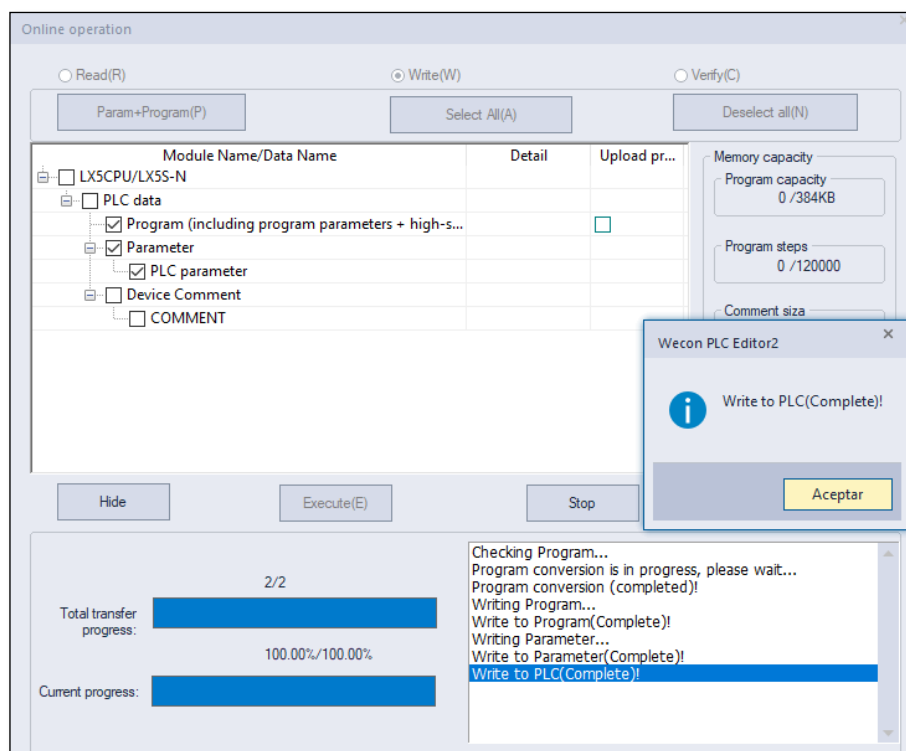 Online operation
Read(R)
Write(W)
Verify(C)
Param+Program(P)
Select All(A)
Deselect all(N)
Module Name/Data Name
Detail
Upload pr...
LX5CPU/LX5S-N
PLC data
Program (including program parameters + high-s...
Parameter
PLC parameter
Device Comment
COMMENT
Memory capacity
Program capacity
0 /384KB
Program steps
0 /120000
Comment siza
Wecon PLC Editor2
Write to PLC(Complete)!
Aceptar
Hide
Execute(E)
Stop
2/2
Total transfer
progress:
100.00%/100.00%
Current progress:
Checking Program...
Program conversion is in progress, please wait...
Program conversion (completed)!
Writing Program...
Write to Program(Complete)!
Writing Parameter...
Write to Parameter(Complete)!
Write to PLC(Complete)!